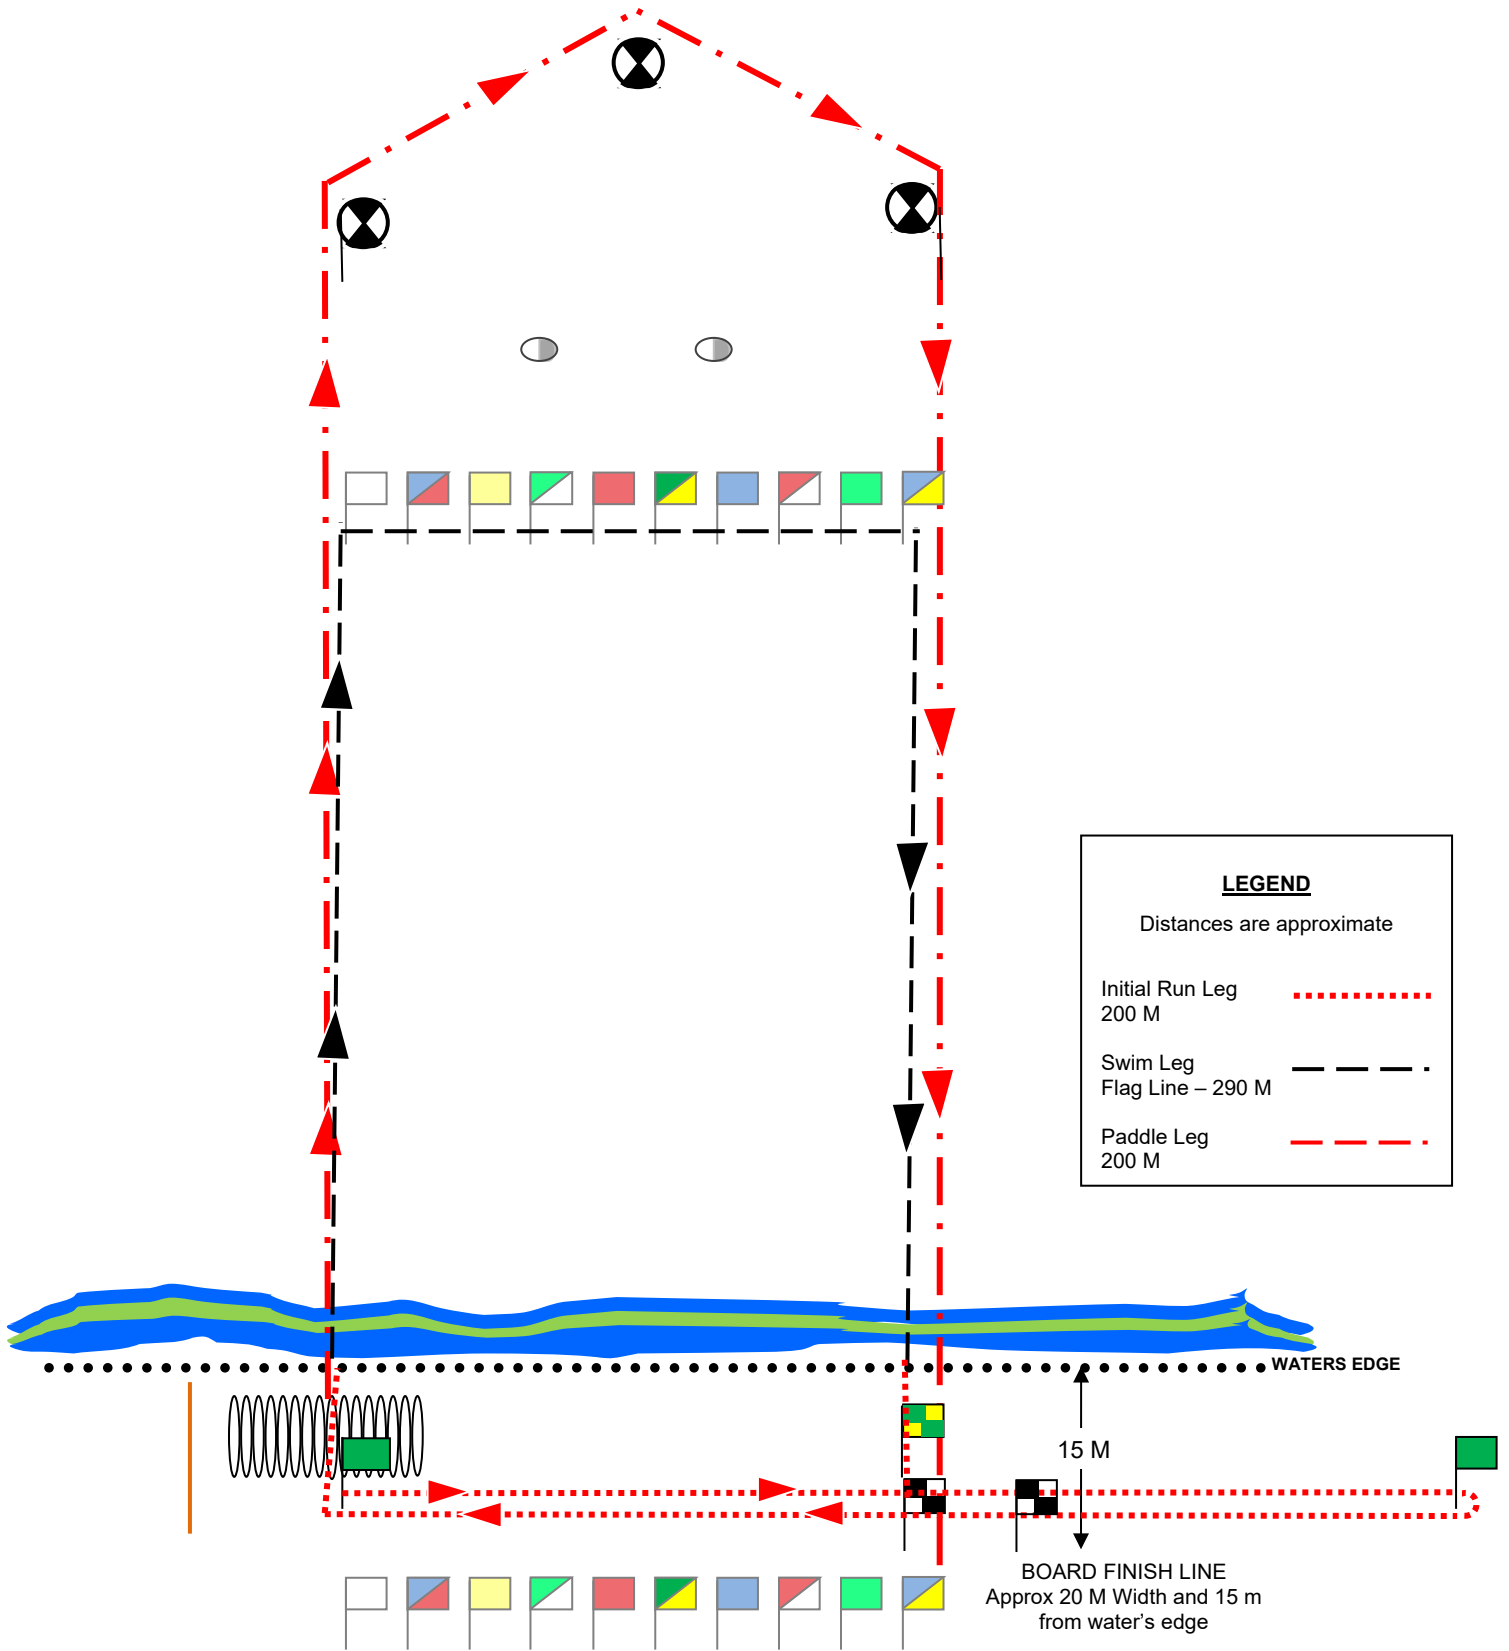 LEGEND
Distances are approximate
Initial Run Leg
200 M
Swim Leg
Flag Line – 290 M
Paddle Leg
200 M
WATERS EDGE
15 M
BOARD FINISH LINE
Approx 20 M Width and 15 m
from water's edge